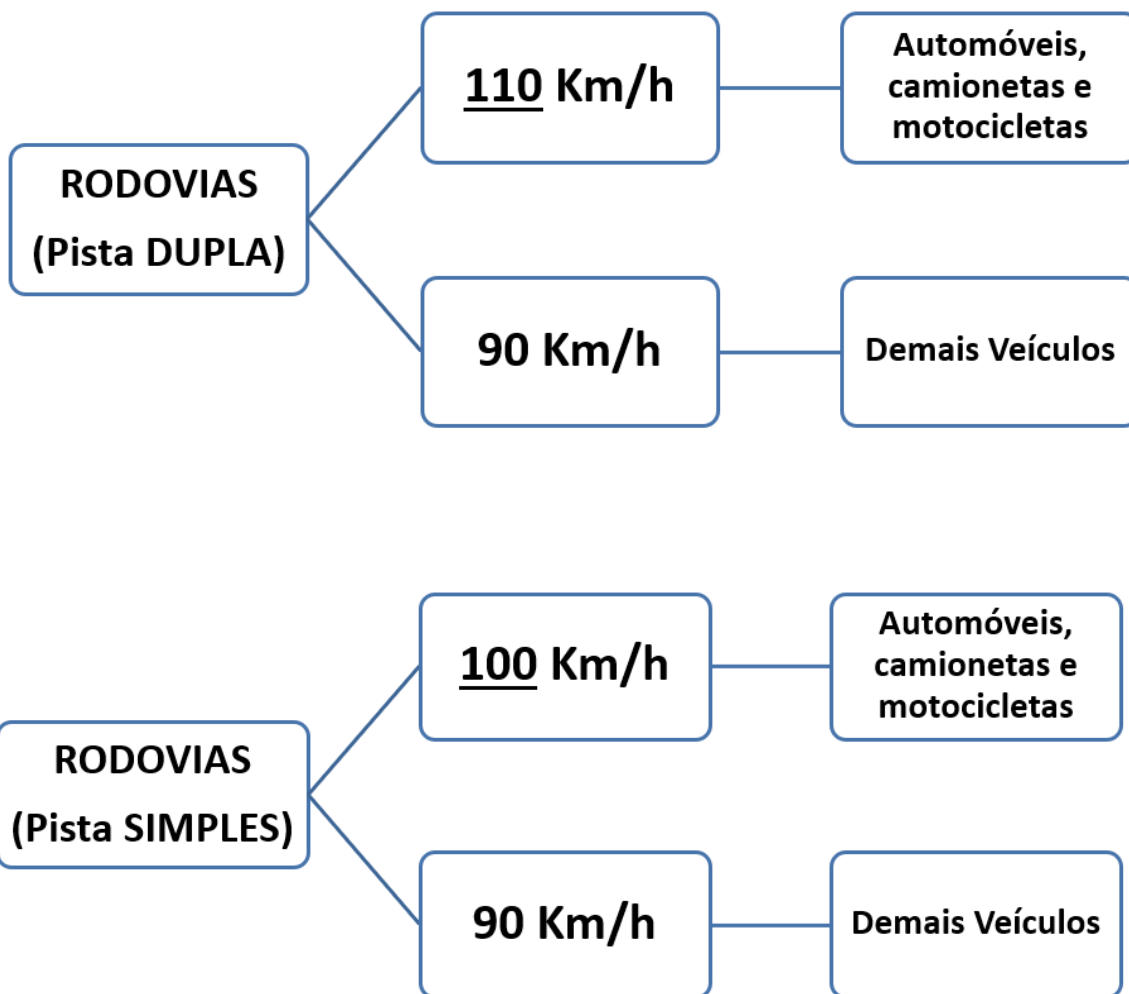 RODOVIAS
(Pista DUPLA)
110 Km/h
Automóveis,
camionetas e
motocicletas
90 Km/h
Demais Veículos
RODOVIAS
(Pista SIMPLES)
100 Km/h
Automóveis,
camionetas e
motocicletas
90 Km/h
Demais Veículos